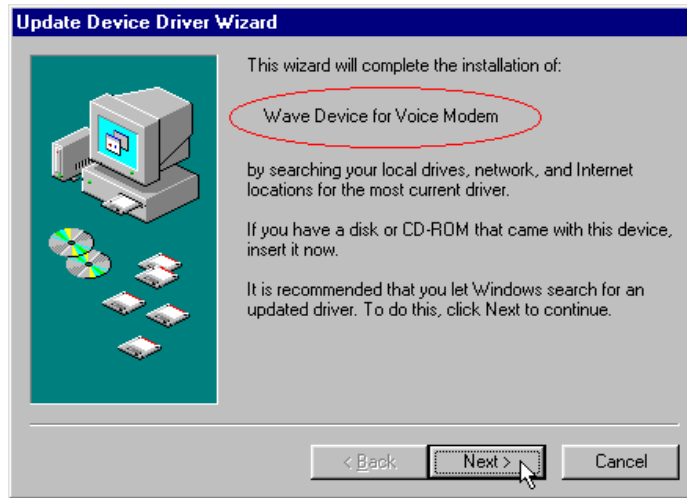 Update Device Driver Wizard
This wizard will complete the installation of:
Wave Device for Voice Modem
by searching your local drives, network, and Internet
locations for the most current driver.
If you have a disk or CD-ROM that came with this device,
insert it now.
It is recommended that you let Windows search for an
updated driver. To do this, click Next to continue.
< Back
Next >
Cancel